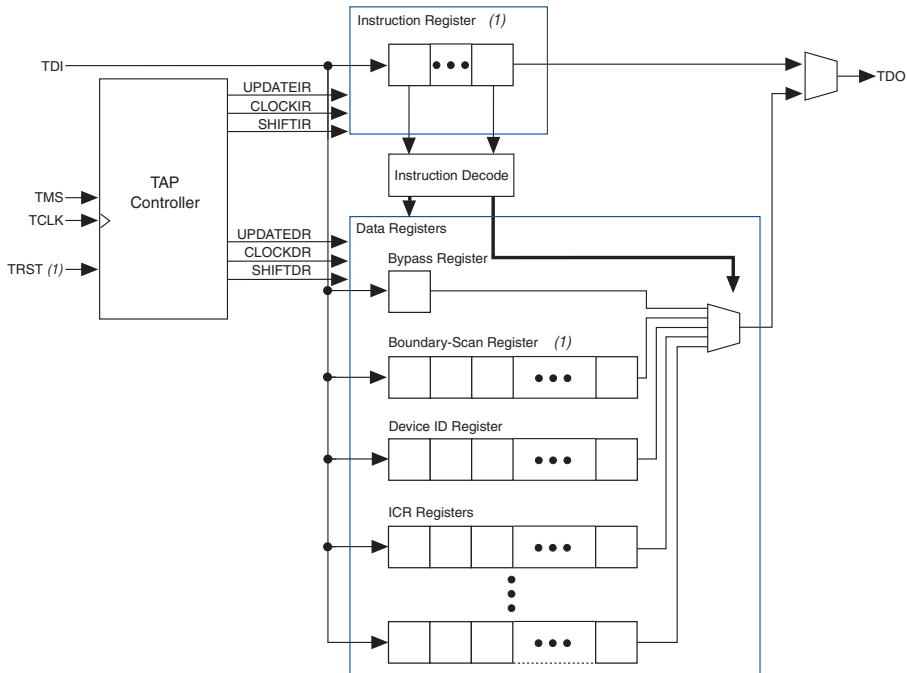 Instruction Register (1)
TDI
TDO
UPDATEIR
CLOCKIR
SHIFTIR
TAP
Controller
Instruction Decode
TMS
TCLK
TRST (1)
UPDATEDR
CLOCKDR
SHIFTDR
Data Registers
Bypass Register
Boundary-Scan Register (1)
Device ID Register
ICR Registers